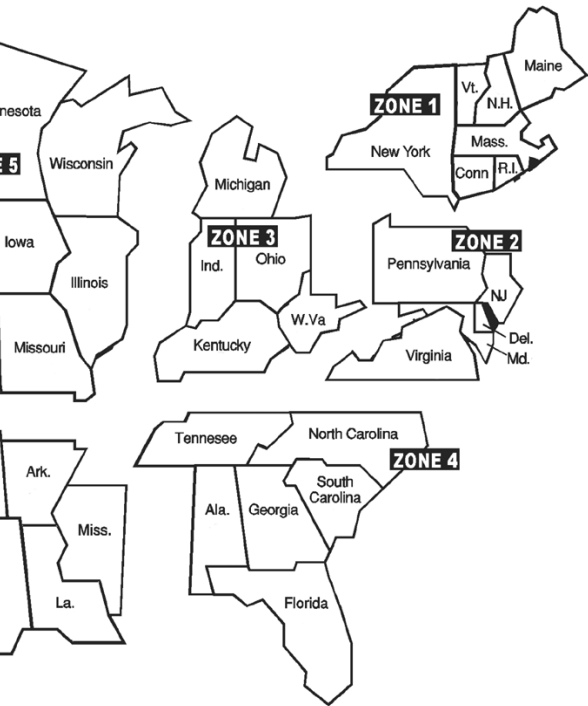 Maine
Vt.
N.H.
ZONE 1
New York
Mass.
Conn
R.I.
nesota
E 5
Wisconsin
Michigan
ZONE 3
Ind.
Ohio
ZONE 2
Pennsylvania
NJ
Iowa
Illinois
W.Va
Missouri
Kentucky
Virginia
Del.
Md.
Tennesee
North Carolina
ZONE 4
Ark.
South
Carolina
Ala.
Georgia
Miss.
La.
Florida